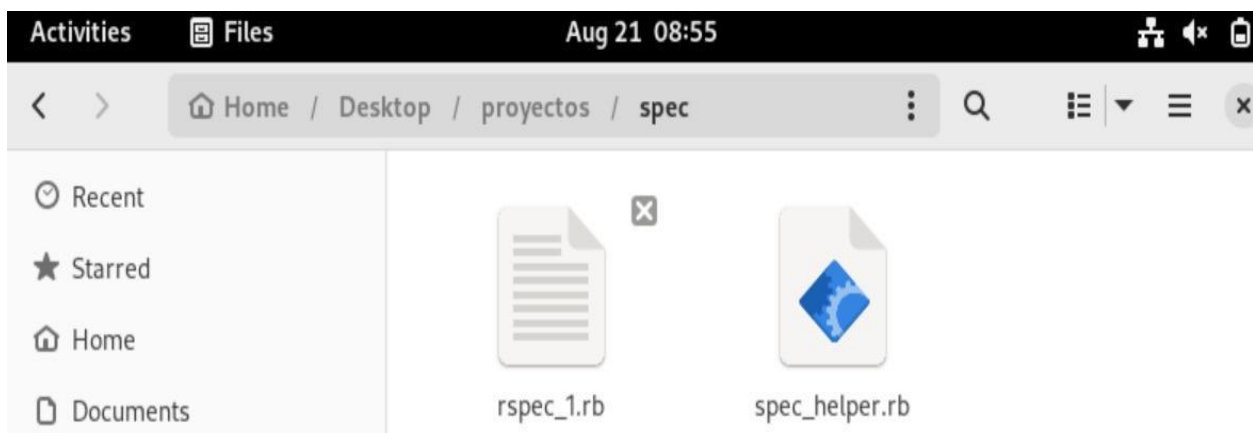 Activities Files Aug 21 08:55
Home / Desktop / proyectos / spec
Recent
Starred
Home
Documents
rspec_1.rb spec_helper.rb